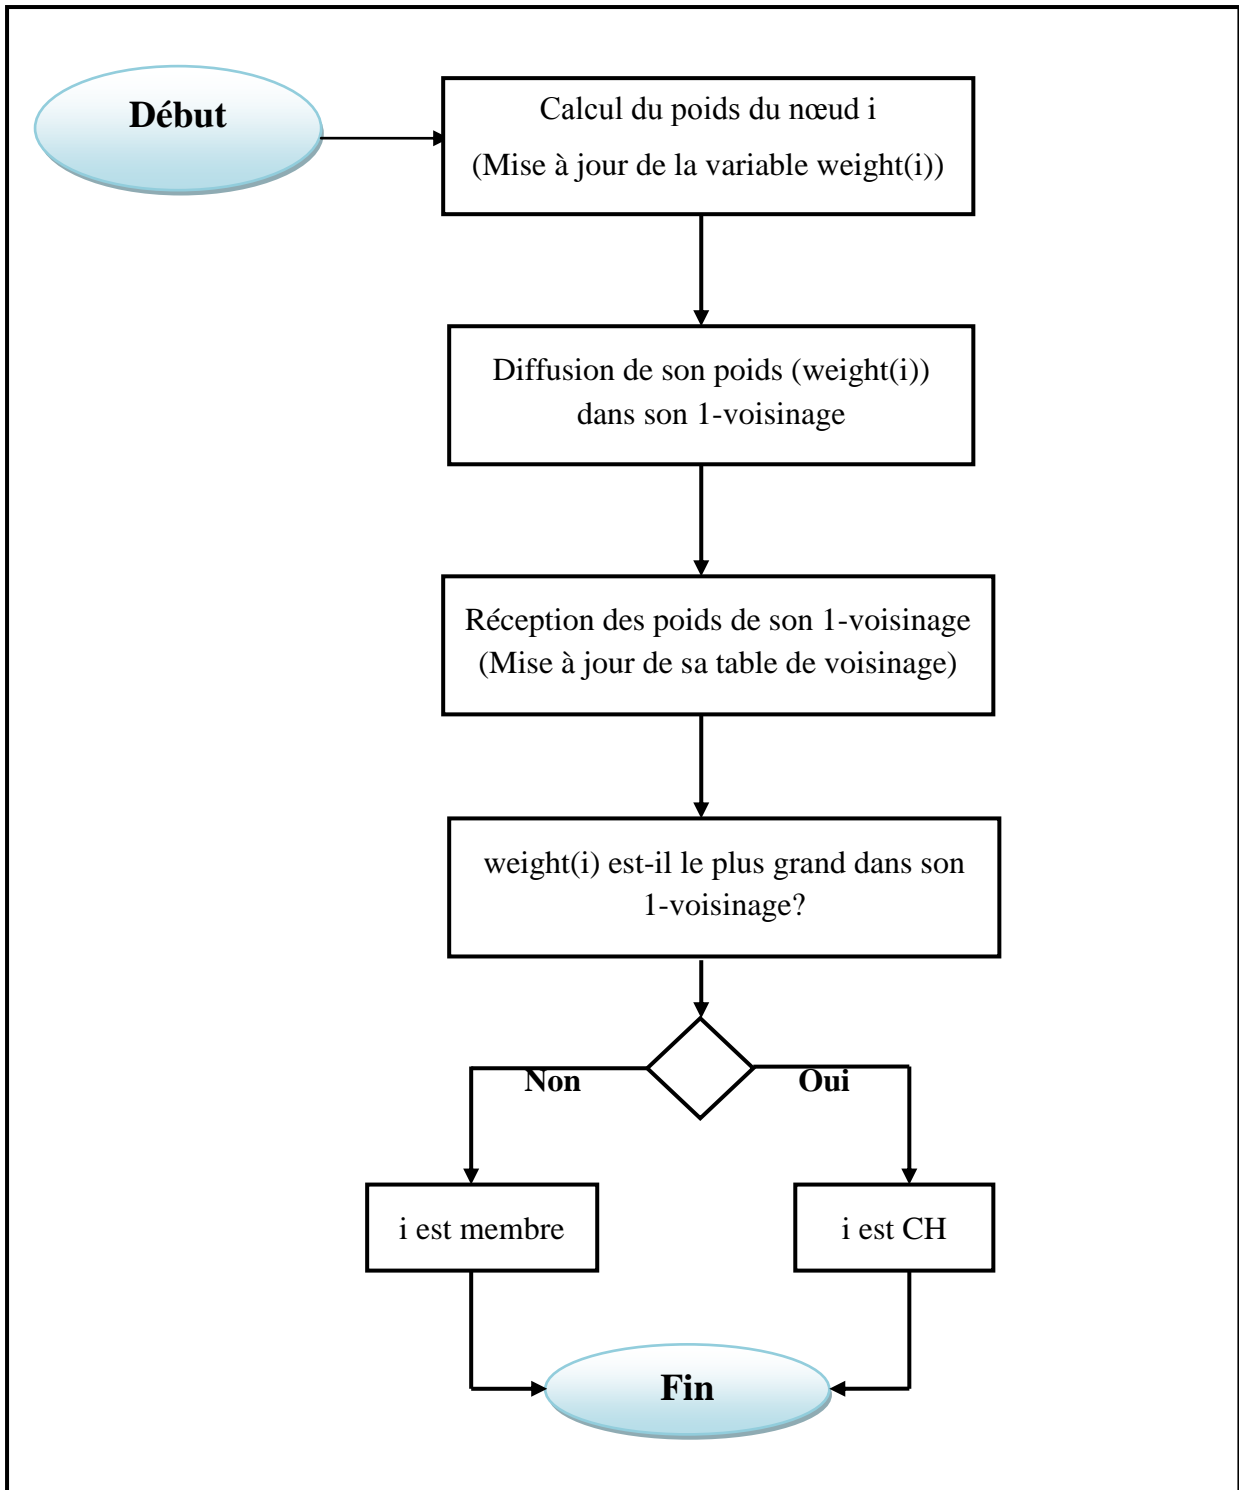 Début
Calcul du poids du nœud i
(Mise à jour de la variable weight(i))
Diffusion de son poids (weight(i))
dans son 1-voisinage
Réception des poids de son 1-voisinage
(Mise à jour de sa table de voisinage)
weight(i) est-il le plus grand dans son
1-voisinage?
Non
Oui
i est membre
i est CH
Fin